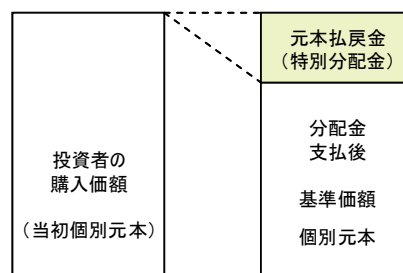 投資者の
購入価額
（当初個別元本）
元本払戻金
（特別分配金）
分配金
支払後
基準価額
個別元本